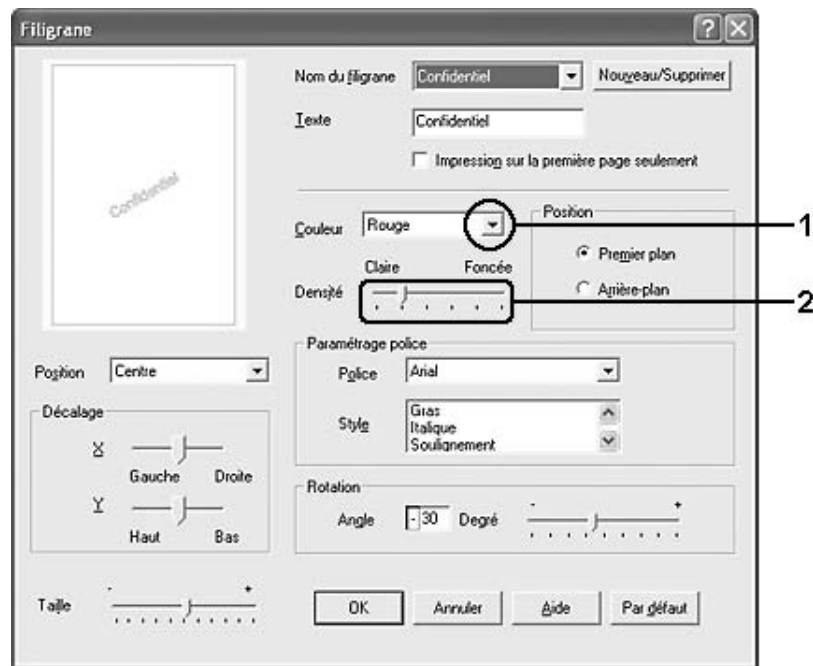 Filigrane
Nom du filigrane Confidentiel Nouveau/Supprimer
Texte Confidentiel
Impression sur la première page seulement
Confidentiel
Couleur Rouge Position 1
Premier plan
Claire Foncée
Densité Arrière-plan 2
Paramétrage police
Position Centre Police Arial
Décalage
Style Gras
Italique
Soulignement
X
Gauche Droite
Rotation
Y Angle -30 Degré - +
Haut Bas
Taille - + OK Annuler Aide Par défaut